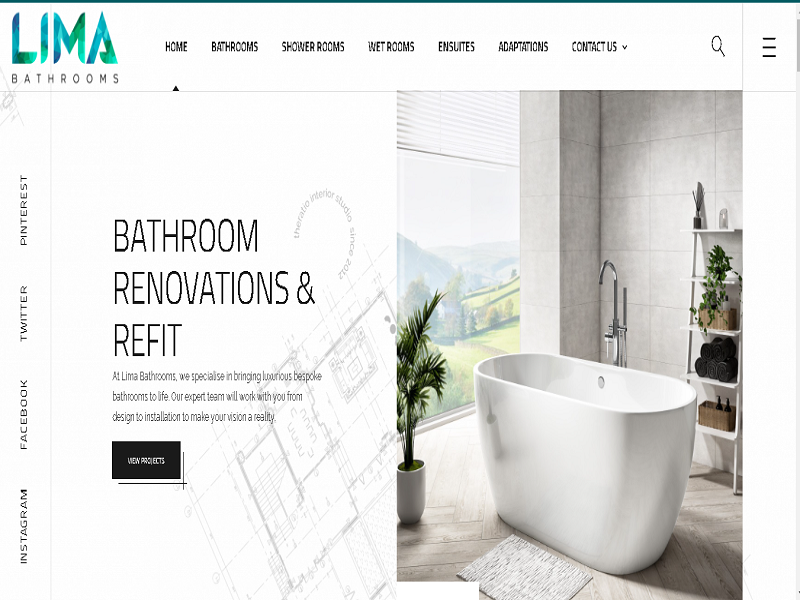 LIMA
BATHROOMS
HOME
BATHROOMS
SHOWER ROOMS
WET ROOMS
ENSUITES
ADAPTATIONS
CONTACT US
PINTEREST
TWITTER
FACEBOOK
INSTAGRAM
theratio interior studio since 2012
BATHROOM
RENOVATIONS &
REFIT
At Lima Bathrooms, we specialise in bringing luxurious bespoke
bathrooms to life. Our expert team will work with you from
design to installation to make your vision a reality.
VIEW PROJECTS